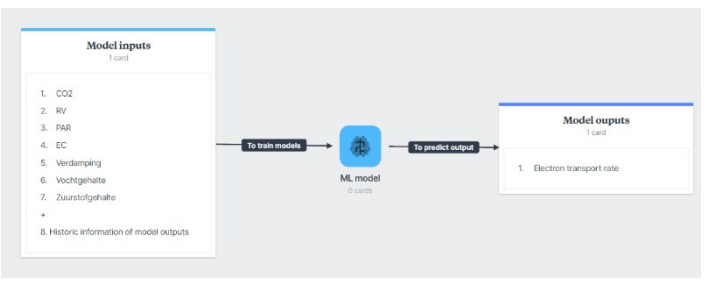 Model inputs
1 card
1. CO2
2. RV
3. PAR
4. EC
5. Verdamping
6. Vochtgehalte
7. Zuurstofgehalte
+
8. Historic information of model outputs
To train models
ML model
0 cards
To predict output
Model ouputs
1 card
1. Electron transport rate